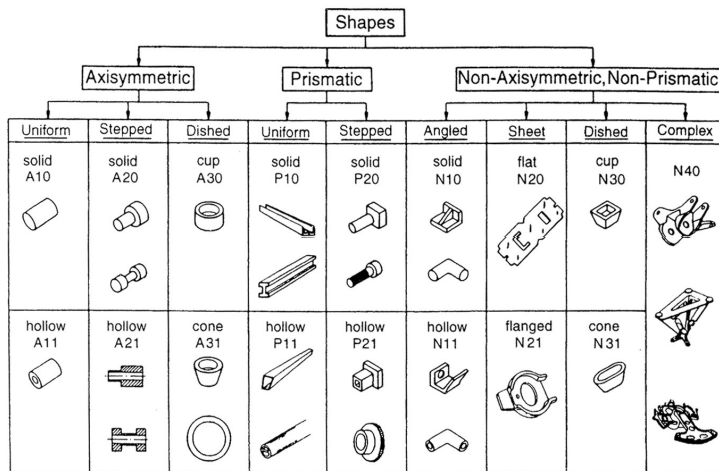 Shapes
Axisymmetric
Prismatic
Non-Axisymmetric, Non-Prismatic
Uniform
Stepped
Dished
Uniform
Stepped
Angled
Sheet
Dished
Complex
solid
A10
solid
A20
cup
A30
solid
P10
solid
P20
solid
N10
flat
N20
cup
N30
N40
hollow
A11
hollow
A21
cone
A31
hollow
P11
hollow
P21
hollow
N11
flanged
N21
cone
N31